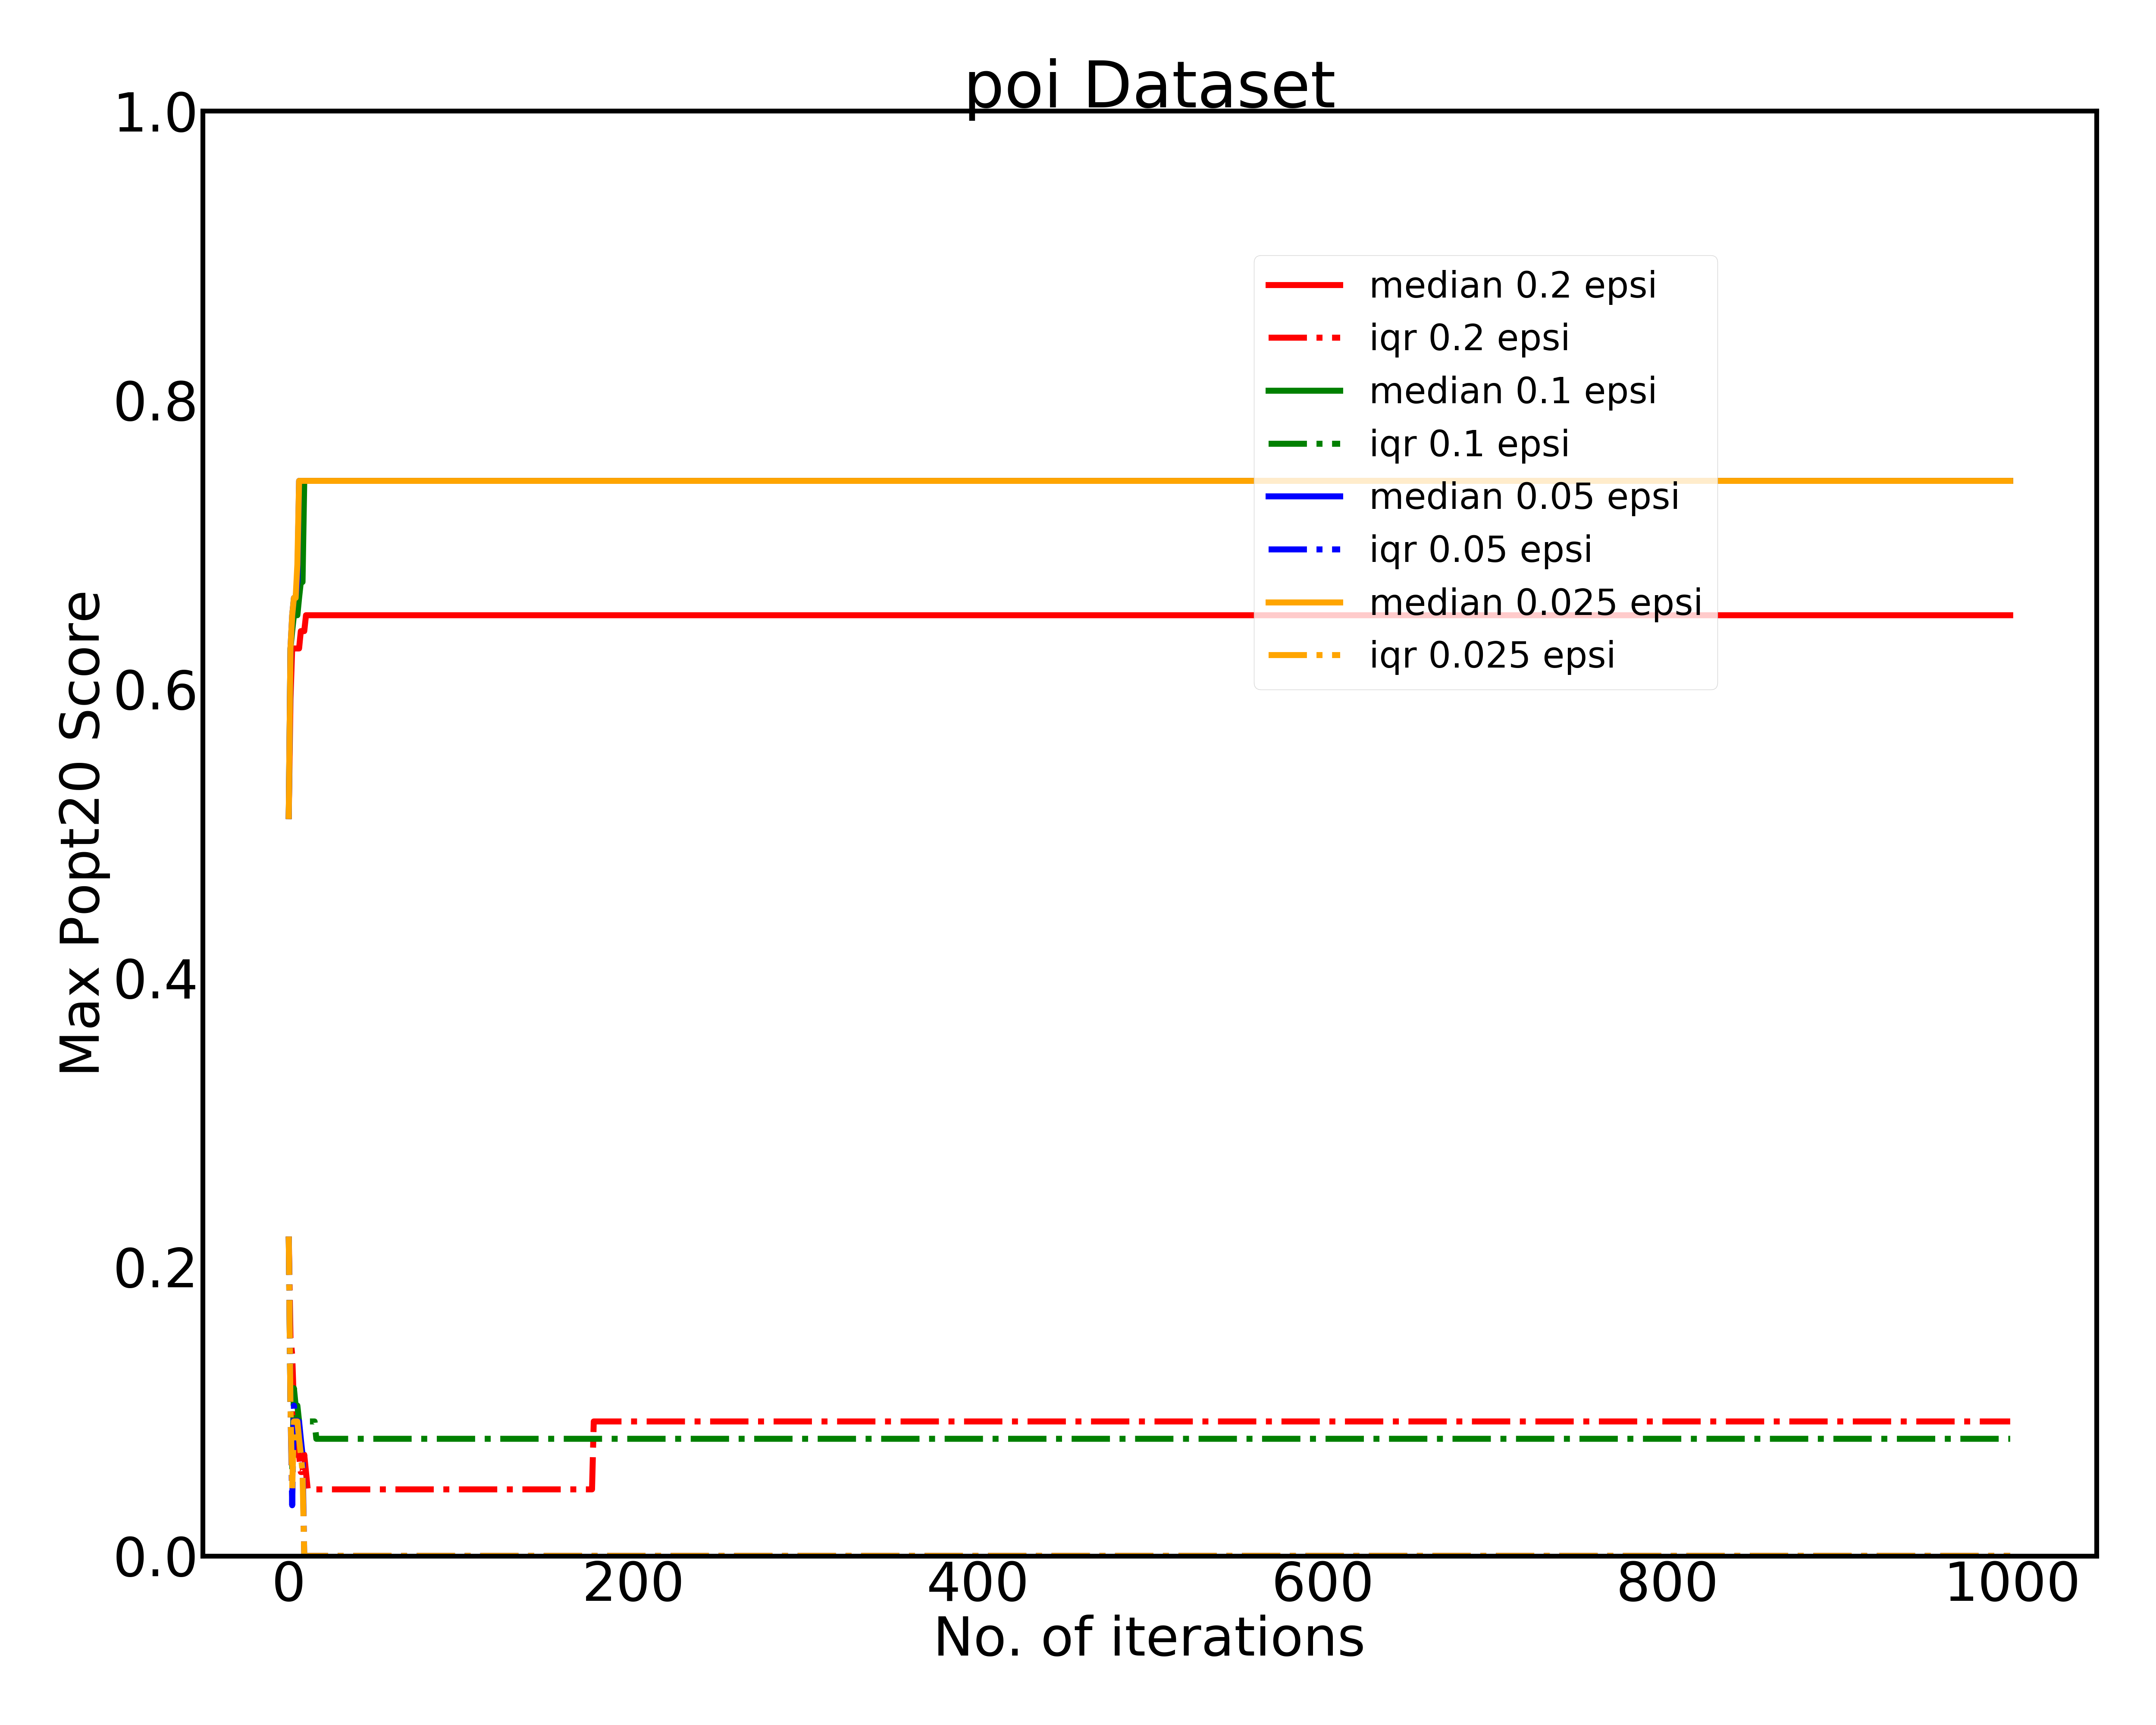 poi Dataset
1.0
0.8
0.6
0.4
0.2
0.0
Max Popt20 Score
median 0.2 epsi
iqr 0.2 epsi
median 0.1 epsi
iqr 0.1 epsi
median 0.05 epsi
iqr 0.05 epsi
median 0.025 epsi
iqr 0.025 epsi
0 200 400 600 800 1000
No. of iterations